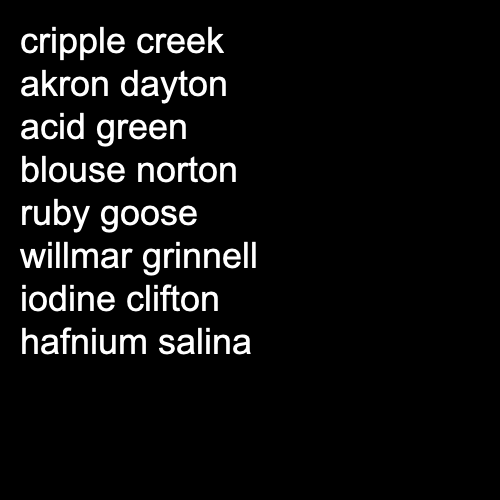 cripple creek
akron dayton
acid green
blouse norton
ruby goose
willmar grinnell
iodine clifton
hafnium salina